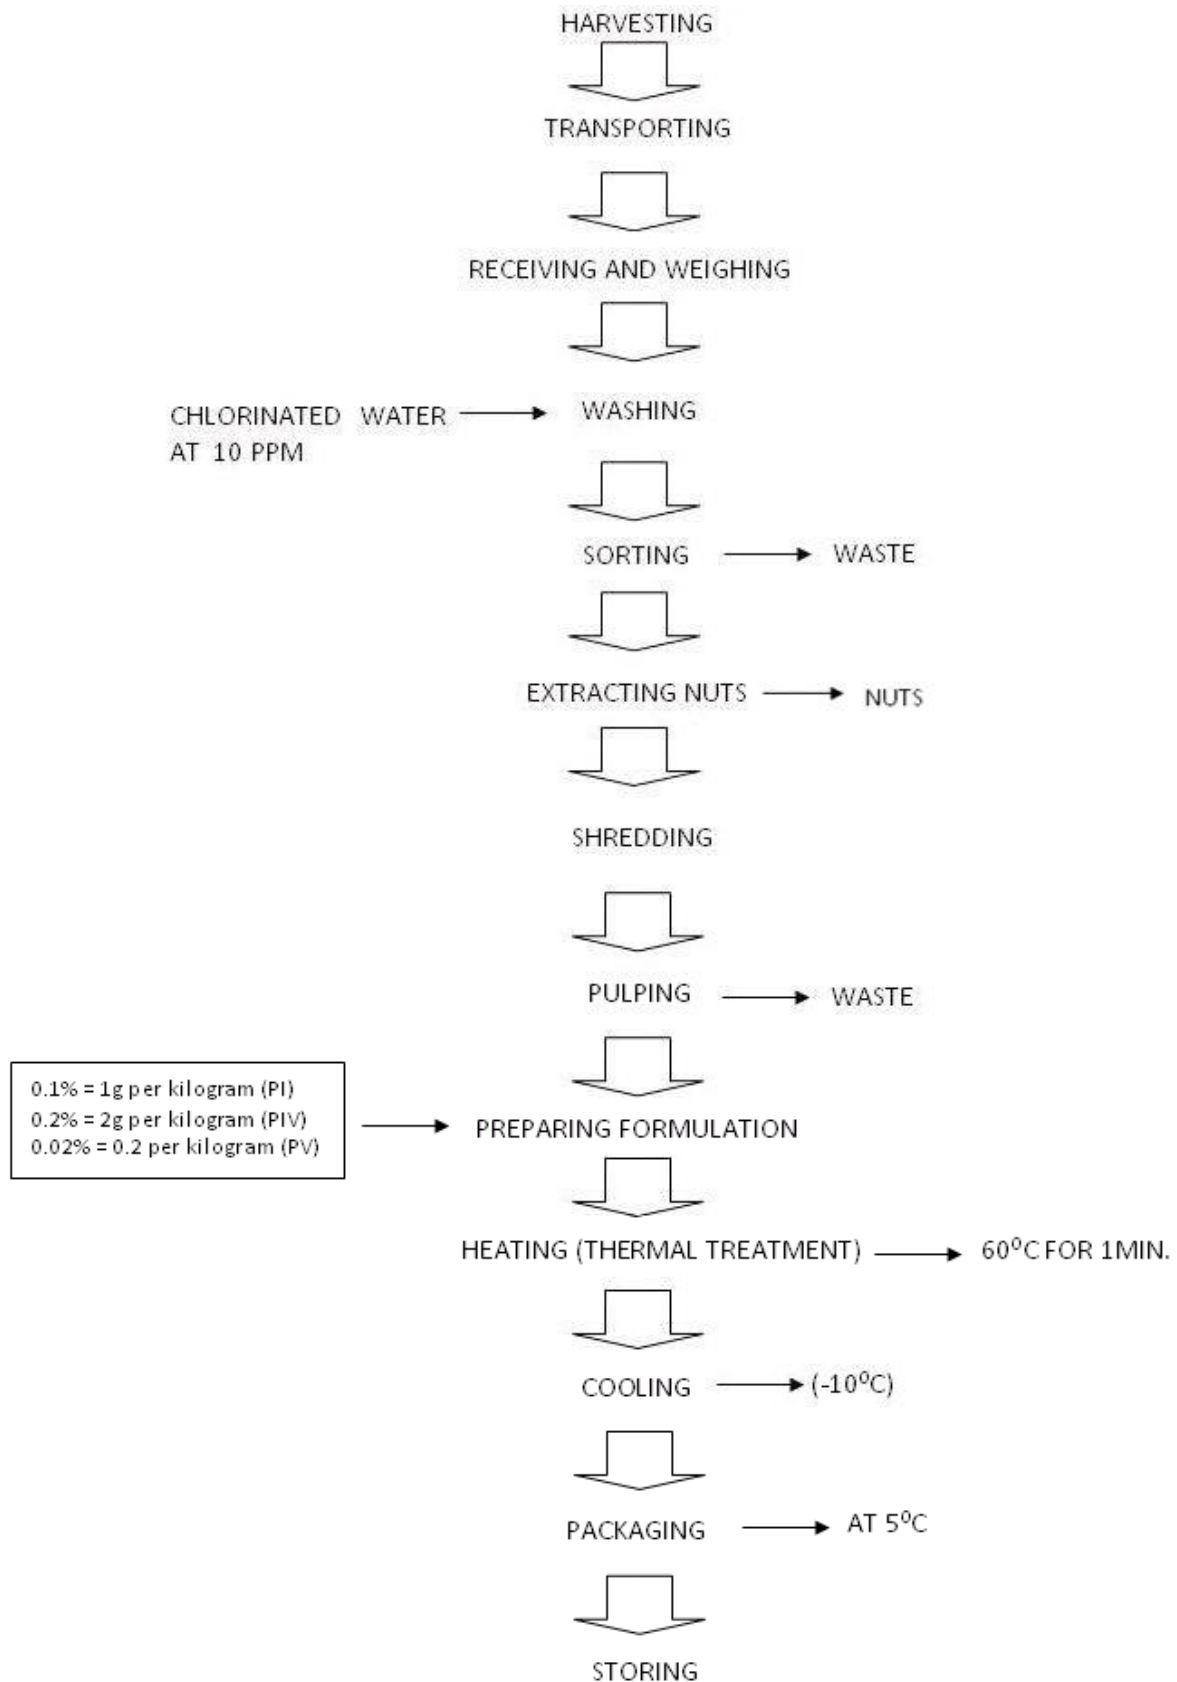 HARVESTING
TRANSPORTING
RECEIVING AND WEIGHING
CHLORINATED WATER
AT 10 PPM
WASHING
SORTING
WASTE
EXTRACTING NUTS
NUTS
SHREDDING
PULPING
WASTE
0.1% = 1g per kilogram (PI)
0.2% = 2g per kilogram (PIV)
0.02% = 0.2 per kilogram (PV)
PREPARING FORMULATION
HEATING (THERMAL TREATMENT)
60⁰C FOR 1MIN.
COOLING
(-10⁰C)
PACKAGING
AT 5⁰C
STORING